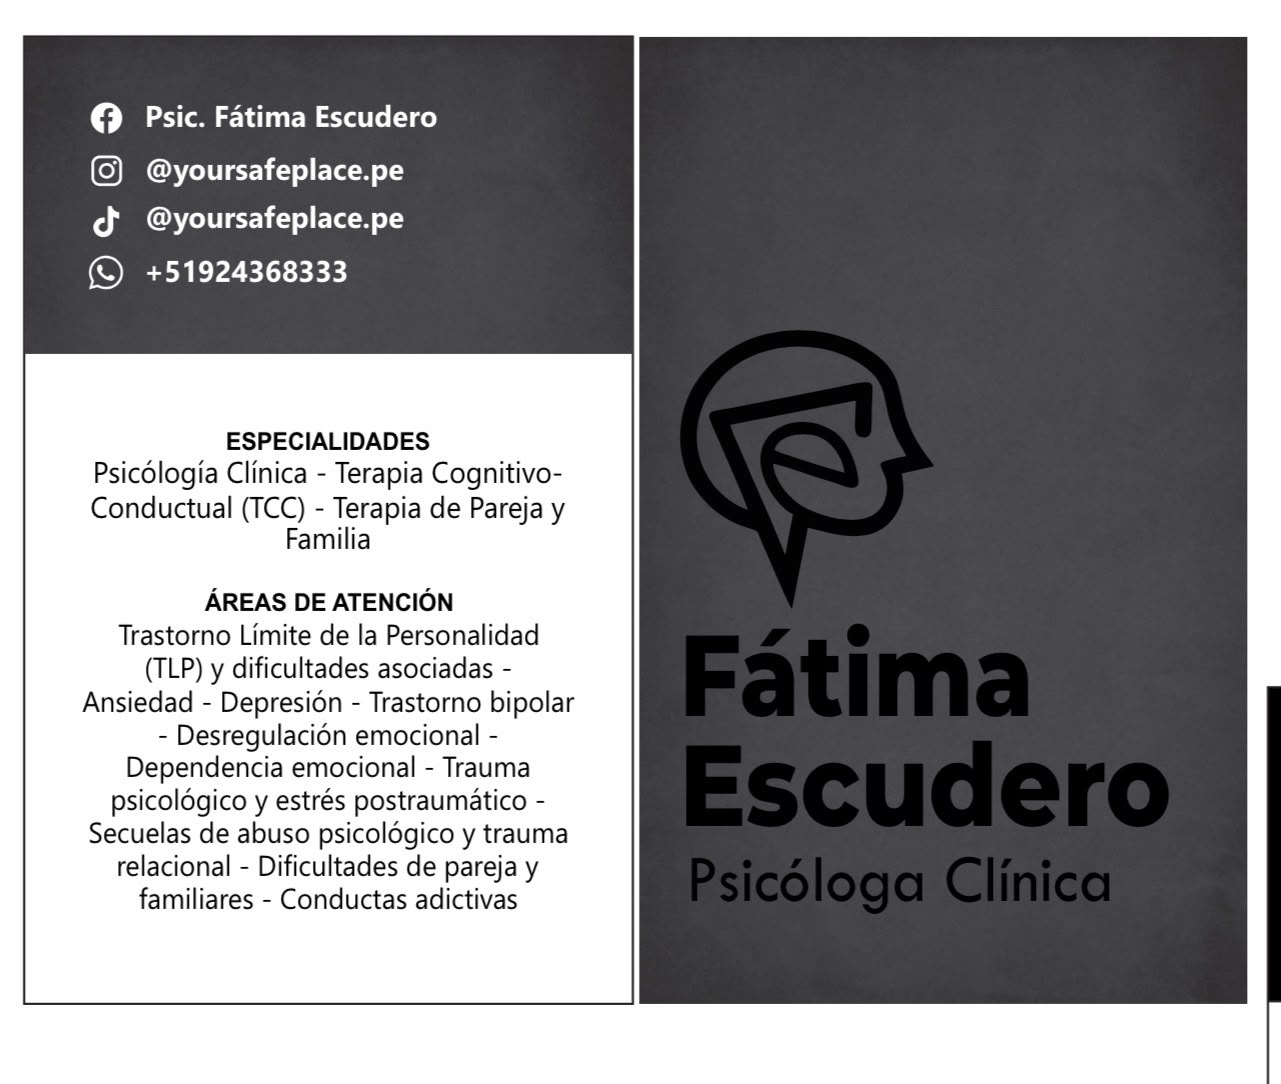 Psic. Fátima Escudero
@yoursafeplace.pe
@yoursafeplace.pe
+51924368333
ESPECIALIDADES
Psicólogía Clínica - Terapia Cognitivo-
Conductual (TCC) - Terapia de Pareja y
Familia
ÁREAS DE ATENCIÓN
Trastorno Límite de la Personalidad
(TLP) y dificultades asociadas -
Ansiedad - Depresión - Trastorno bipolar
- Desregulación emocional -
Dependencia emocional - Trauma
psicológico y estrés postraumático -
Secuelas de abuso psicológico y trauma
relacional - Dificultades de pareja y
familiares - Conductas adictivas
Fátima
Escudero
Psicóloga Clínica